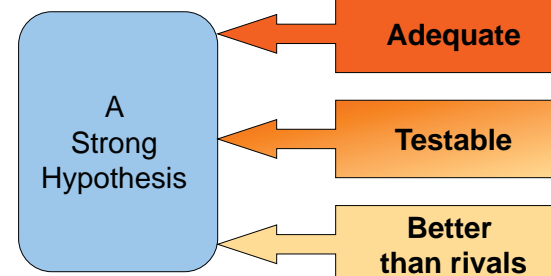 A
Strong
Hypothesis
Adequate
Testable
Better
than rivals